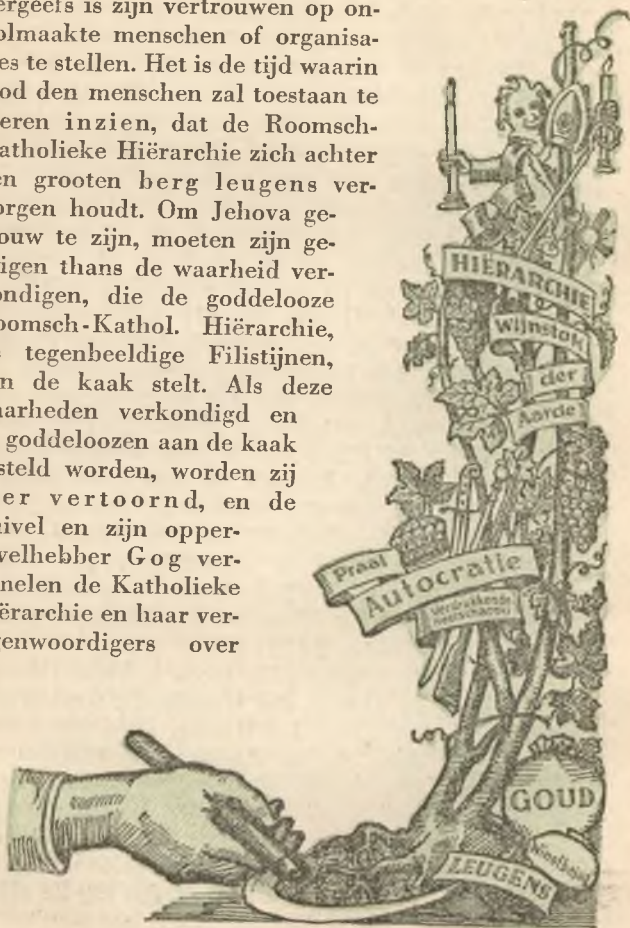 ergeefs is zijn vertrouwen op on-
olmaakte menschen of organisa-
es te stellen. Het is de tijd waarin
od den menschen zal toestaan te
eren inzien, dat de Roomsch-
atholieke Hiërarchie zich achter
en grooten berg leugens ver-
orgen houdt. Om Jehova ge-
ouw te zijn, moeten zijn ge-
igen thans de waarheid ver-
ondigen, die de goddelooze
oomsch-Kathol. Hiërarchie,
s tegenbeeldige Filistijnen,
n de kaak stelt. Als deze
aarheden verkondigd en
goddeloozen aan de kaak
steld worden, worden zij
er vertoornd, en de
ivel en zijn opper-
velhebber Gog ver-
nelen de Katholieke
ërarchie en haar ver-
genwoordigers over
HIËRARCHIE
Wijnstok
der
Aarde
Praal
Autocratie
GOUD
Winstbejag
LEUGENS